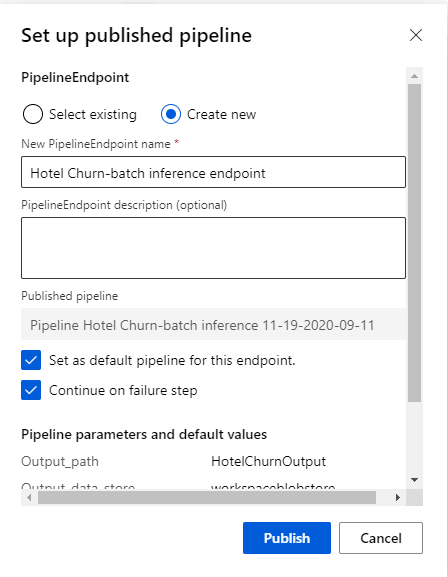 Set up published pipeline
PipelineEndpoint
Select existing
Create new
New PipelineEndpoint name *
Hotel Churn-batch inference endpoint
PipelineEndpoint description (optional)
Published pipeline
Pipeline Hotel Churn-batch inference 11-19-2020-09-11
Set as default pipeline for this endpoint.
Continue on failure step
Pipeline parameters and default values
Output_path HotelChurnOutput
Output_data_store workspaceblobstore
Publish Cancel